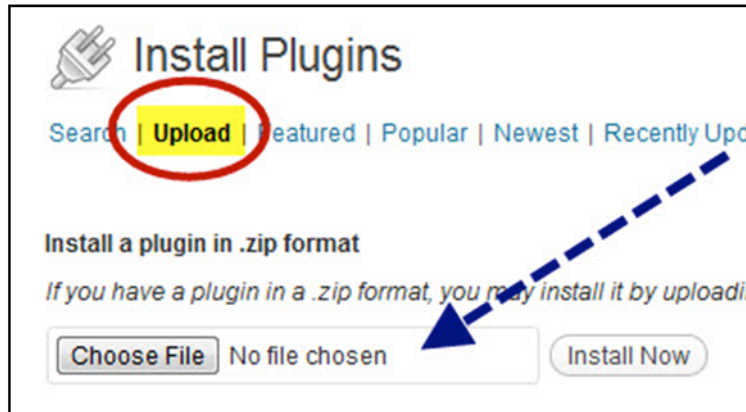 Install Plugins
Search | Upload | Featured | Popular | Newest | Recently Upd
Install a plugin in .zip format
If you have a plugin in a .zip format, you may install it by uploadi
Choose File No file chosen Install Now